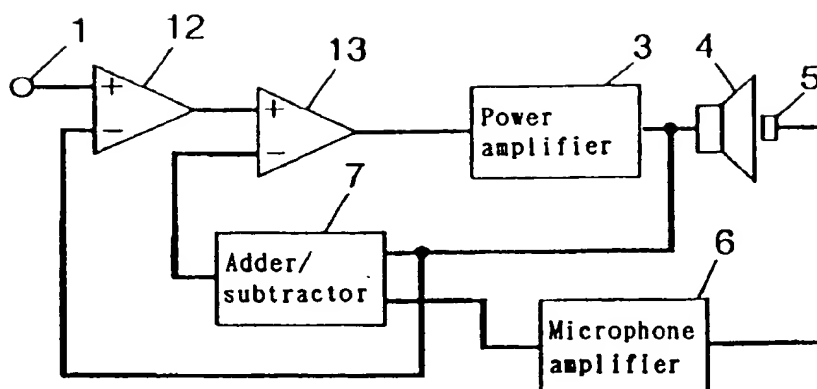 1
12
13
3
4
5
+
−
+
−
Power
amplifier
7
Adder/
subtractor
6
Microphone
amplifier